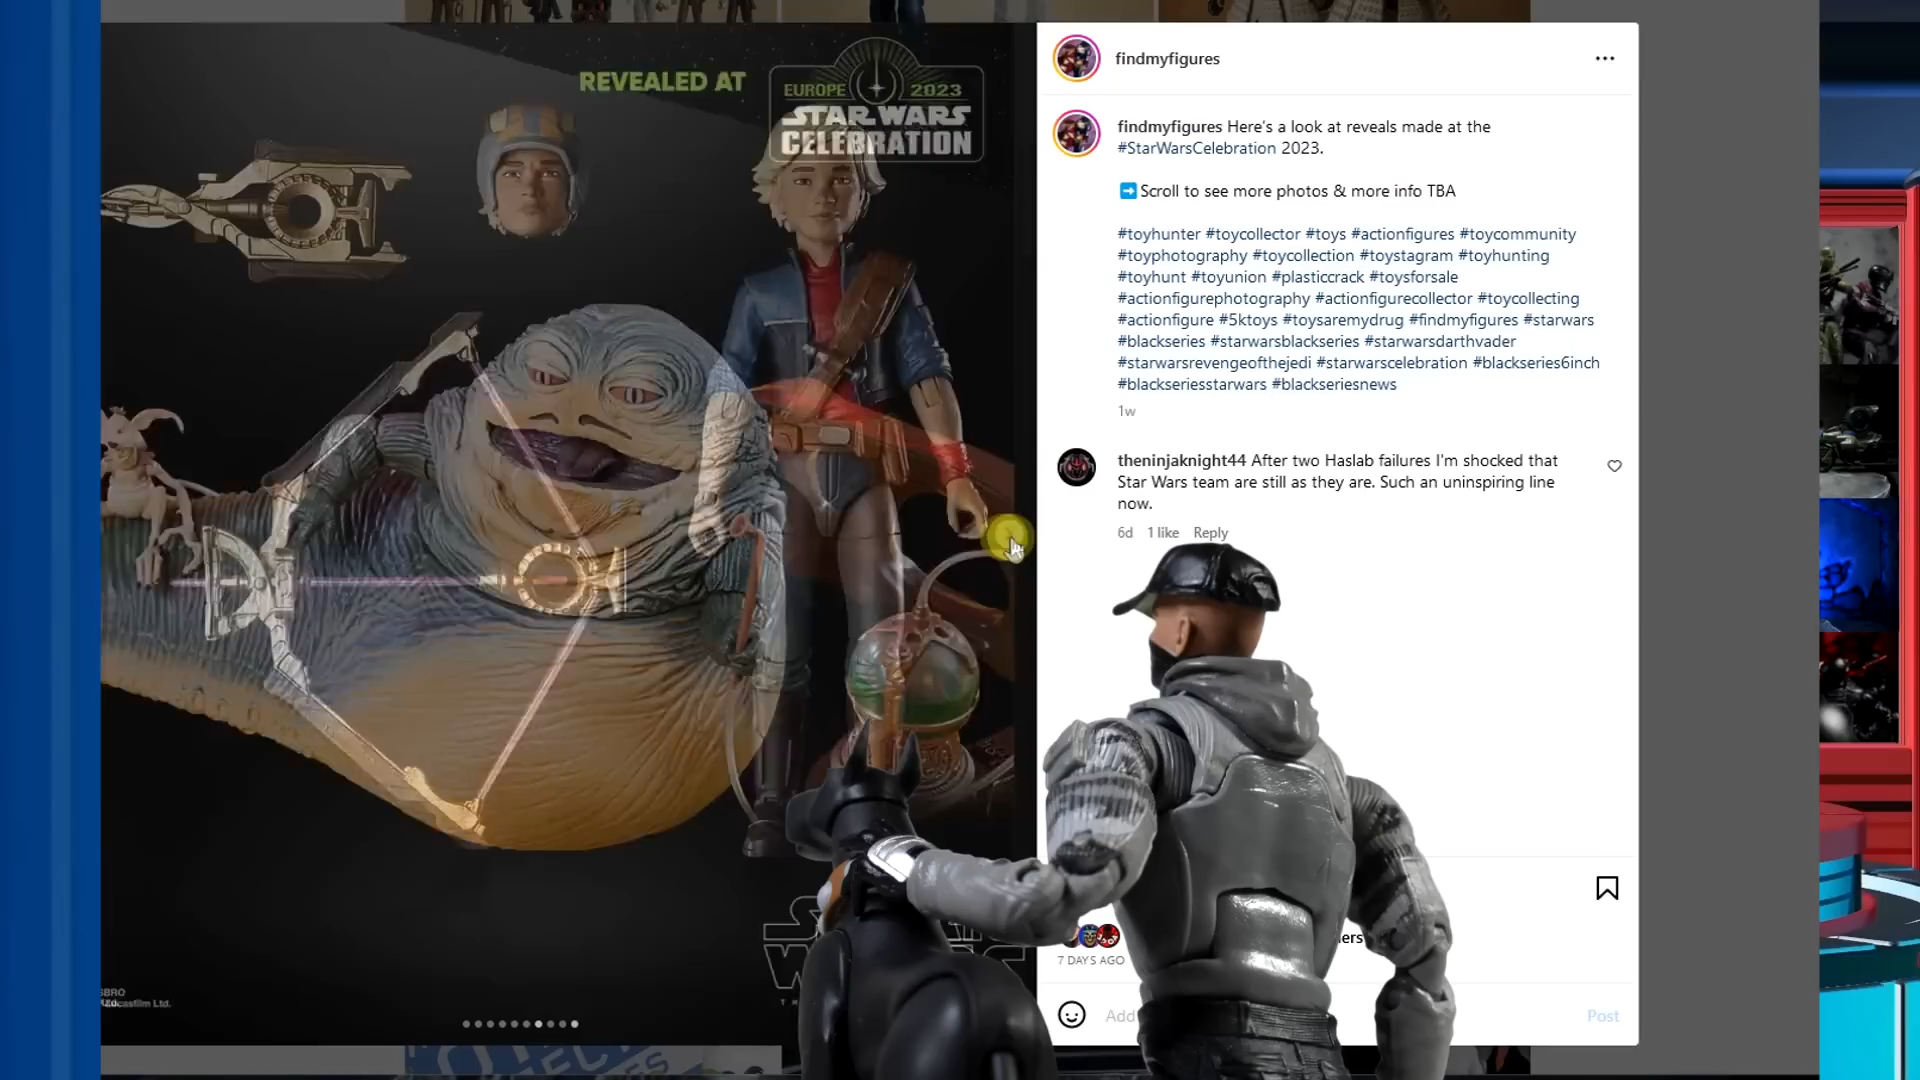 REVEALED AT
EUROPE 2023
STAR WARS
CELEBRATION
findmyfigures
findmyfigures Here's a look at reveals made at the
#StarWarsCelebration 2023.
Scroll to see more photos & more info TBA
#toyhunter #toycollector #toys #actionfigures #toycommunity
#toyphotography #toycollection #toystagram #toyhunting
#toyhunt #toyunion #plasticcrack #toysforsale
#actionfigurephotography #actionfigurecollector #toycollecting
#actionfigure #5ktoys #toysaremydrug #findmyfigures #starwars
#blackseries #starwarsblackseries #starwarsdarthvader
#starwarsrevengeofthejedi #starwarscelebration #blackseries6inch
#blackseriesstarwars #blackseriesnews
1w
theninjaknight44 After two Haslab failures I'm shocked that
Star Wars team are still as they are. Such an uninspiring line
now.
6d 1 like Reply
7 DAYS AGO
Add
Post